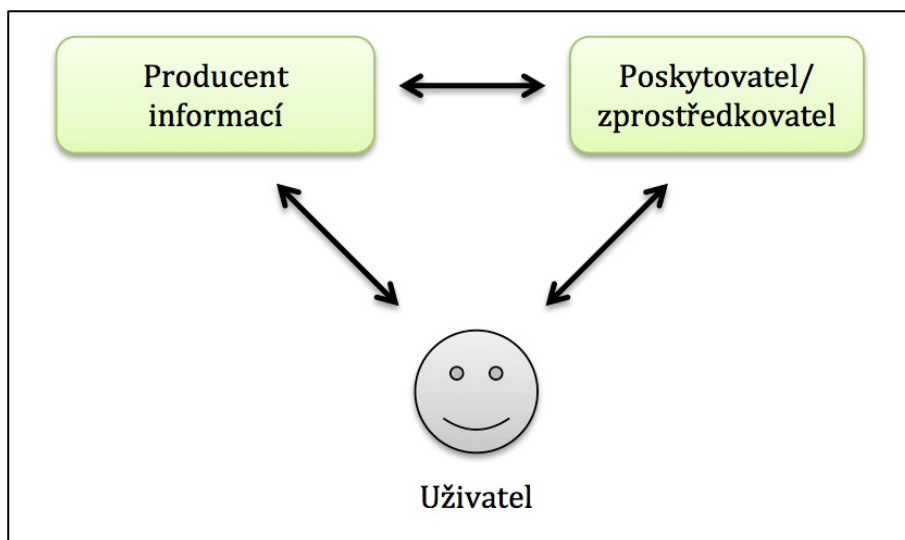 Producent
informací
Poskytovatel/
zprostředkovatel
Uživatel